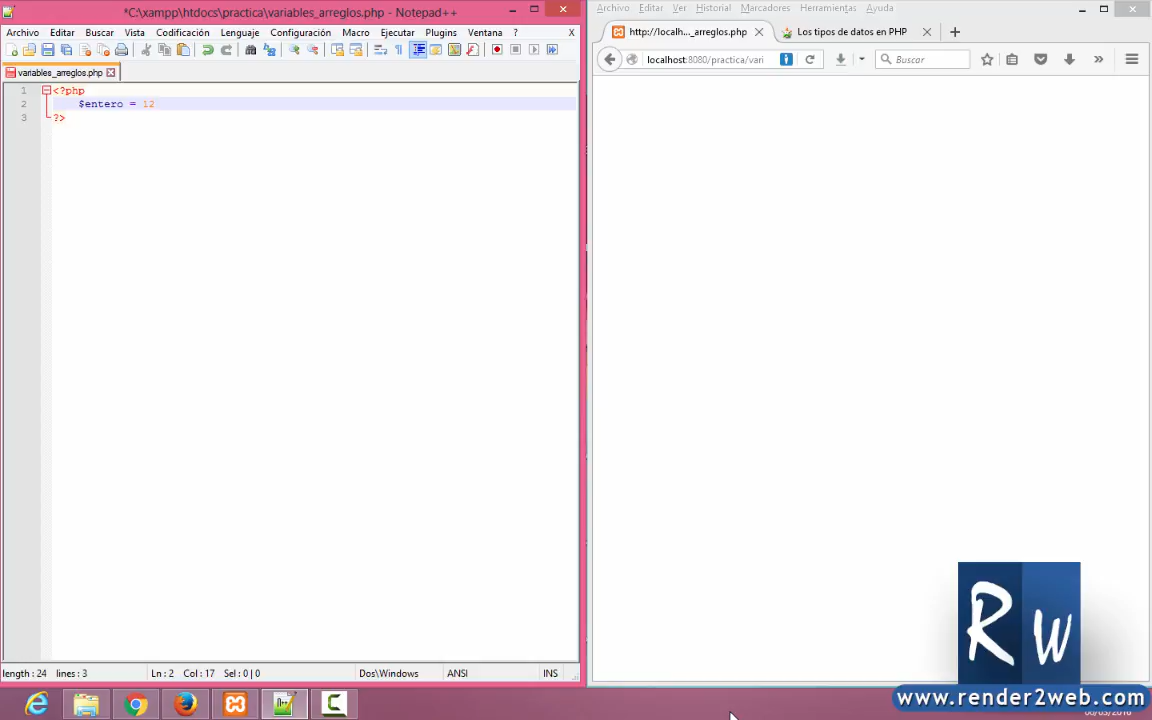 *C:\xampp\htdocs\practica\variables_arreglos.php - Notepad++
Archivo Editar Buscar Vista Codificación Lenguaje Configuración Macro Ejecutar Plugins Ventana ? X
variables_arreglos.php
1 <?php
2 $entero = 12
3 ?>
length : 24 lines : 3 Ln : 2 Col : 17 Sel : 0 | 0 Dos\Windows ANSI INS
Archivo Editar Ver Historial Marcadores Herramientas Ayuda
http://localh..._arreglos.php Los tipos de datos en PHP
localhost:8080/practica/vari Buscar
RW
www.render2web.com